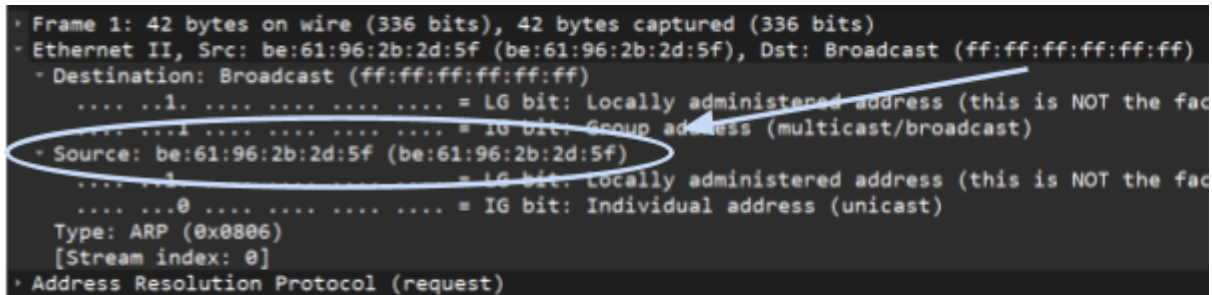 Frame 1: 42 bytes on wire (336 bits), 42 bytes captured (336 bits)
Ethernet II, Src: be:61:96:2b:2d:5f (be:61:96:2b:2d:5f), Dst: Broadcast (ff:ff:ff:ff:ff:ff)
Destination: Broadcast (ff:ff:ff:ff:ff:ff)
.... ..1. .... .... .... .... = LG bit: Locally administered address (this is NOT the fac
.... ...1 .... .... .... .... = IG bit: Group address (multicast/broadcast)
Source: be:61:96:2b:2d:5f (be:61:96:2b:2d:5f)
.... ..1. .... .... .... .... = LG bit: Locally administered address (this is NOT the fac
.... ...0 .... .... .... .... = IG bit: Individual address (unicast)
Type: ARP (0x0806)
[Stream index: 0]
Address Resolution Protocol (request)